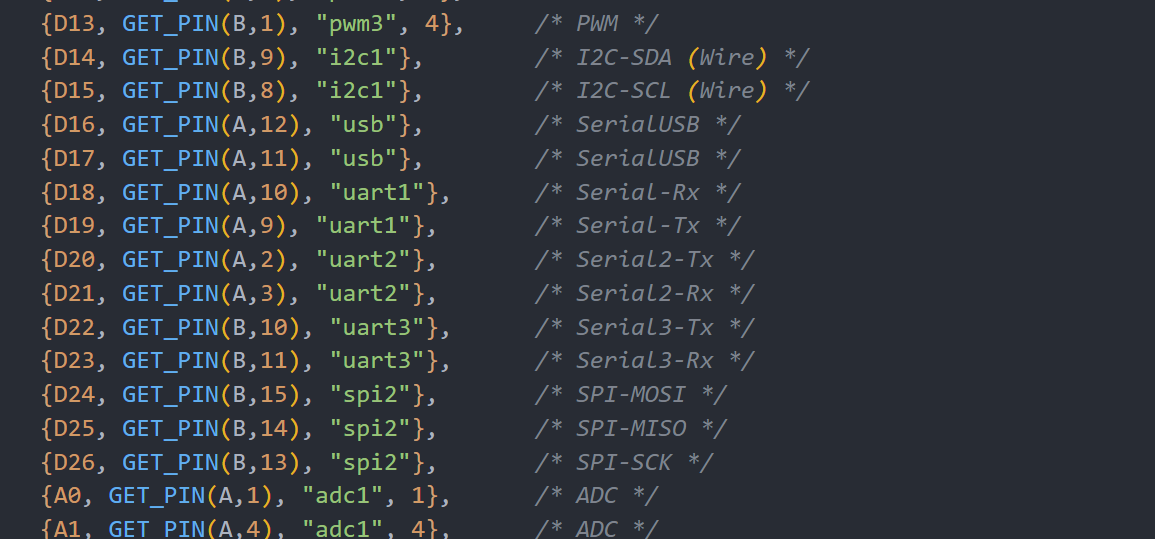 {D13, GET_PIN(B,1), "pwm3", 4},     /* PWM */
{D14, GET_PIN(B,9), "i2c1"},        /* I2C-SDA (Wire) */
{D15, GET_PIN(B,8), "i2c1"},        /* I2C-SCL (Wire) */
{D16, GET_PIN(A,12), "usb"},        /* SerialUSB */
{D17, GET_PIN(A,11), "usb"},        /* SerialUSB */
{D18, GET_PIN(A,10), "uart1"},      /* Serial-Rx */
{D19, GET_PIN(A,9), "uart1"},       /* Serial-Tx */
{D20, GET_PIN(A,2), "uart2"},       /* Serial2-Tx */
{D21, GET_PIN(A,3), "uart2"},       /* Serial2-Rx */
{D22, GET_PIN(B,10), "uart3"},      /* Serial3-Tx */
{D23, GET_PIN(B,11), "uart3"},      /* Serial3-Rx */
{D24, GET_PIN(B,15), "spi2"},       /* SPI-MOSI */
{D25, GET_PIN(B,14), "spi2"},       /* SPI-MISO */
{D26, GET_PIN(B,13), "spi2"},       /* SPI-SCK */
{A0, GET_PIN(A,1), "adc1", 1},      /* ADC */
{A1, GET_PIN(A,4), "adc1", 4},      /* ADC */